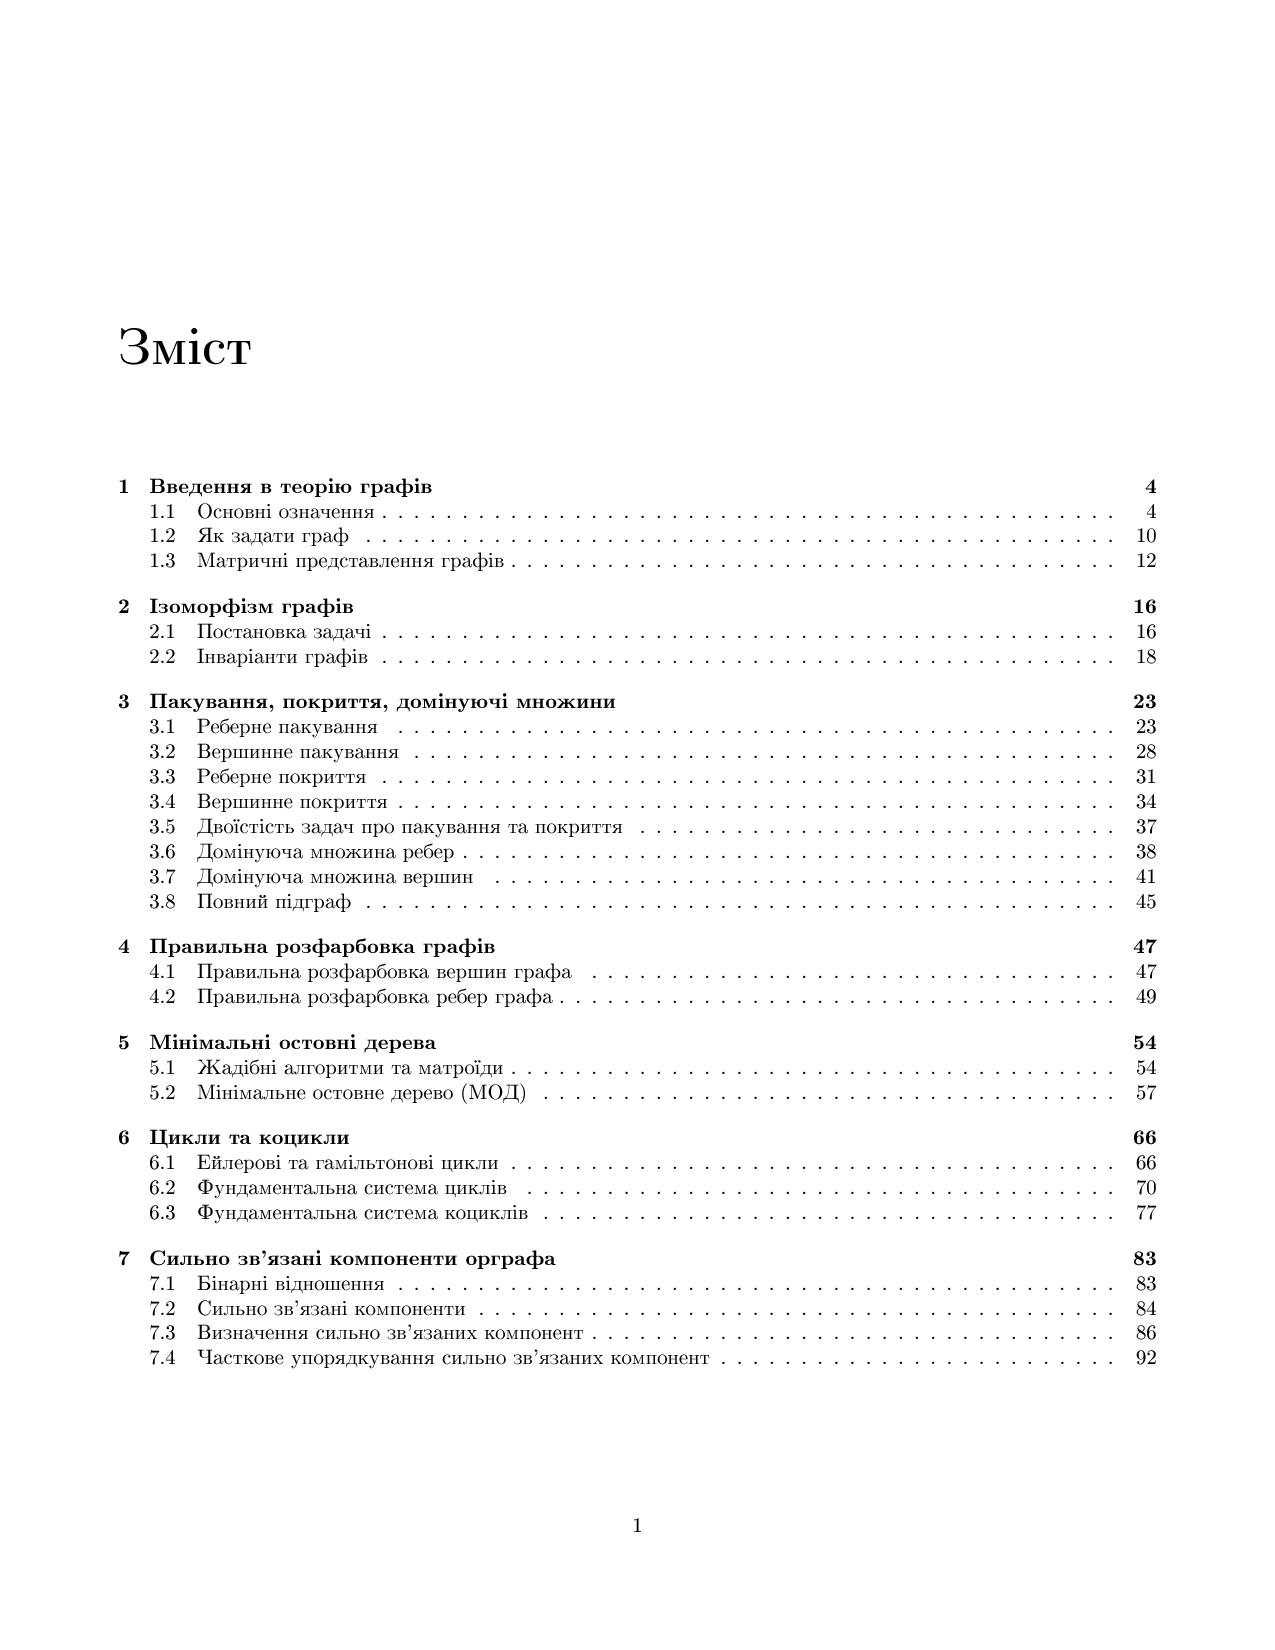 Зміст
1 Введення в теорію графів 4
1.1 Основні означення . . . . . . . . . . . . . . . . . . . . . . . . . . . . . . . . . . . . . . . . . . . . . . 4
1.2 Як задати граф . . . . . . . . . . . . . . . . . . . . . . . . . . . . . . . . . . . . . . . . . . . . . . . 10
1.3 Матричні представлення графів . . . . . . . . . . . . . . . . . . . . . . . . . . . . . . . . . . . . . . 12
2 Ізоморфізм графів 16
2.1 Постановка задачі . . . . . . . . . . . . . . . . . . . . . . . . . . . . . . . . . . . . . . . . . . . . . . 16
2.2 Інваріанти графів . . . . . . . . . . . . . . . . . . . . . . . . . . . . . . . . . . . . . . . . . . . . . . 18
3 Пакування, покриття, домінуючі множини 23
3.1 Реберне пакування . . . . . . . . . . . . . . . . . . . . . . . . . . . . . . . . . . . . . . . . . . . . . 23
3.2 Вершинне пакування . . . . . . . . . . . . . . . . . . . . . . . . . . . . . . . . . . . . . . . . . . . . 28
3.3 Реберне покриття . . . . . . . . . . . . . . . . . . . . . . . . . . . . . . . . . . . . . . . . . . . . . . 31
3.4 Вершинне покриття . . . . . . . . . . . . . . . . . . . . . . . . . . . . . . . . . . . . . . . . . . . . . 34
3.5 Двоїстість задач про пакування та покриття . . . . . . . . . . . . . . . . . . . . . . . . . . . . . . 37
3.6 Домінуюча множина ребер . . . . . . . . . . . . . . . . . . . . . . . . . . . . . . . . . . . . . . . . . 38
3.7 Домінуюча множина вершин . . . . . . . . . . . . . . . . . . . . . . . . . . . . . . . . . . . . . . . 41
3.8 Повний підграф . . . . . . . . . . . . . . . . . . . . . . . . . . . . . . . . . . . . . . . . . . . . . . . 45
4 Правильна розфарбовка графів 47
4.1 Правильна розфарбовка вершин графа . . . . . . . . . . . . . . . . . . . . . . . . . . . . . . . . . 47
4.2 Правильна розфарбовка ребер графа . . . . . . . . . . . . . . . . . . . . . . . . . . . . . . . . . . . 49
5 Мінімальні остовні дерева 54
5.1 Жадібні алгоритми та матроїди . . . . . . . . . . . . . . . . . . . . . . . . . . . . . . . . . . . . . . 54
5.2 Мінімальне остовне дерево (МОД) . . . . . . . . . . . . . . . . . . . . . . . . . . . . . . . . . . . . 57
6 Цикли та коцикли 66
6.1 Ейлерові та гамільтонові цикли . . . . . . . . . . . . . . . . . . . . . . . . . . . . . . . . . . . . . . 66
6.2 Фундаментальна система циклів . . . . . . . . . . . . . . . . . . . . . . . . . . . . . . . . . . . . . 70
6.3 Фундаментальна система коциклів . . . . . . . . . . . . . . . . . . . . . . . . . . . . . . . . . . . . 77
7 Сильно зв’язані компоненти орграфа 83
7.1 Бінарні відношення . . . . . . . . . . . . . . . . . . . . . . . . . . . . . . . . . . . . . . . . . . . . . 83
7.2 Сильно зв’язані компоненти . . . . . . . . . . . . . . . . . . . . . . . . . . . . . . . . . . . . . . . . 84
7.3 Визначення сильно зв’язаних компонент . . . . . . . . . . . . . . . . . . . . . . . . . . . . . . . . . 86
7.4 Часткове упорядкування сильно зв’язаних компонент . . . . . . . . . . . . . . . . . . . . . . . . . 92
1